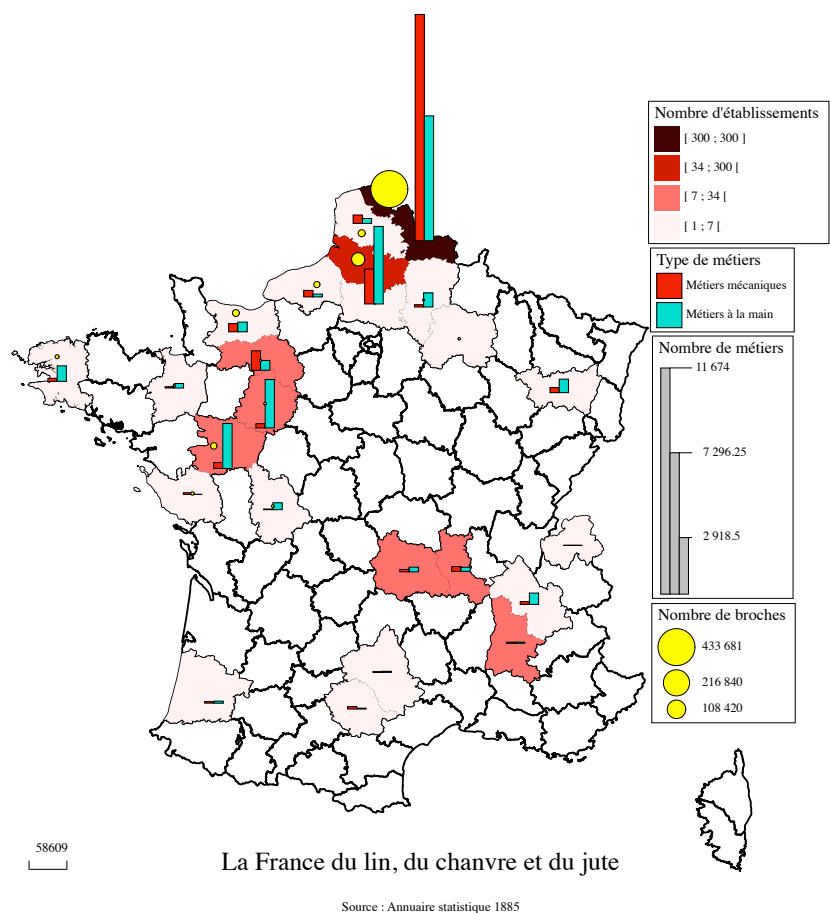 Nombre d'établissements
[ 300 ; 300 ]
[ 34 ; 300 [
[ 7 ; 34 [
[ 1 ; 7 [
Type de métiers
Métiers mécaniques
Métiers à la main
Nombre de métiers
11 674
7 296.25
2 918.5
Nombre de broches
433 681
216 840
108 420
58609
La France du lin, du chanvre et du jute
Source : Annuaire statistique 1885